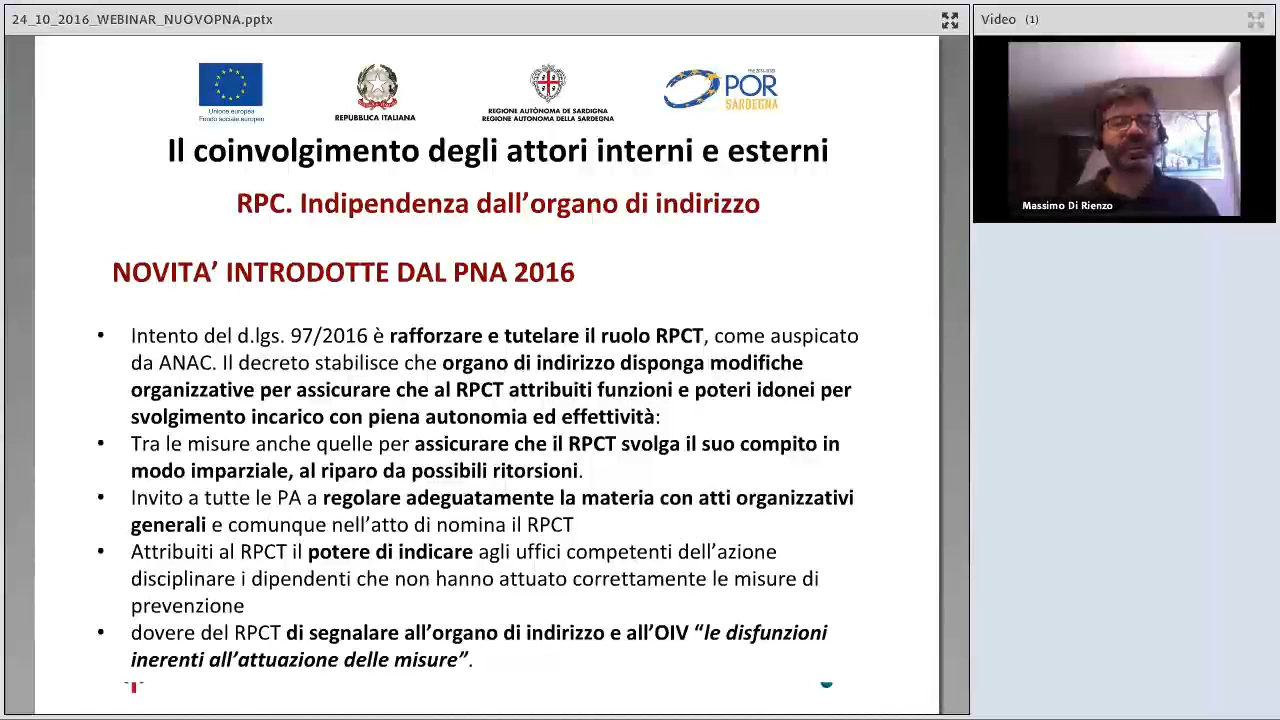 24_10_2016_WEBINAR_NUOVOPNA.pptx
Video (1)
Unione europea
Fondo sociale europeo
REPUBBLICA ITALIANA
REGIONE AUTÒNOMA DE SARDIGNA
REGIONE AUTONOMA DELLA SARDEGNA
POR
SARDEGNA
Massimo Di Rienzo
Il coinvolgimento degli attori interni e esterni
RPC. Indipendenza dall’organo di indirizzo
NOVITA’ INTRODOTTE DAL PNA 2016
• Intento del d.lgs. 97/2016 è rafforzare e tutelare il ruolo RPCT, come auspicato
da ANAC. Il decreto stabilisce che organo di indirizzo disponga modifiche
organizzative per assicurare che al RPCT attribuiti funzioni e poteri idonei per
svolgimento incarico con piena autonomia ed effettività:
• Tra le misure anche quelle per assicurare che il RPCT svolga il suo compito in
modo imparziale, al riparo da possibili ritorsioni.
• Invito a tutte le PA a regolare adeguatamente la materia con atti organizzativi
generali e comunque nell’atto di nomina il RPCT
• Attribuiti al RPCT il potere di indicare agli uffici competenti dell’azione
disciplinare i dipendenti che non hanno attuato correttamente le misure di
prevenzione
• dovere del RPCT di segnalare all’organo di indirizzo e all’OIV “le disfunzioni
inerenti all’attuazione delle misure”.